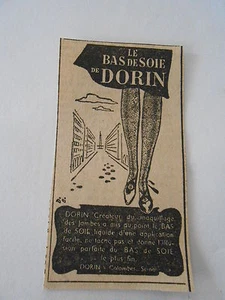 LE
BAS DE SOIE
DE DORIN
DORIN Créateur du maquillage
des Jambes a mis au point le BAS
de SOIE liquide d'une application
facile, ne tache pas et donne l'illu-
sion parfaite du BAS de SOIE
le plus fin.
DORIN à Colombes, Seine